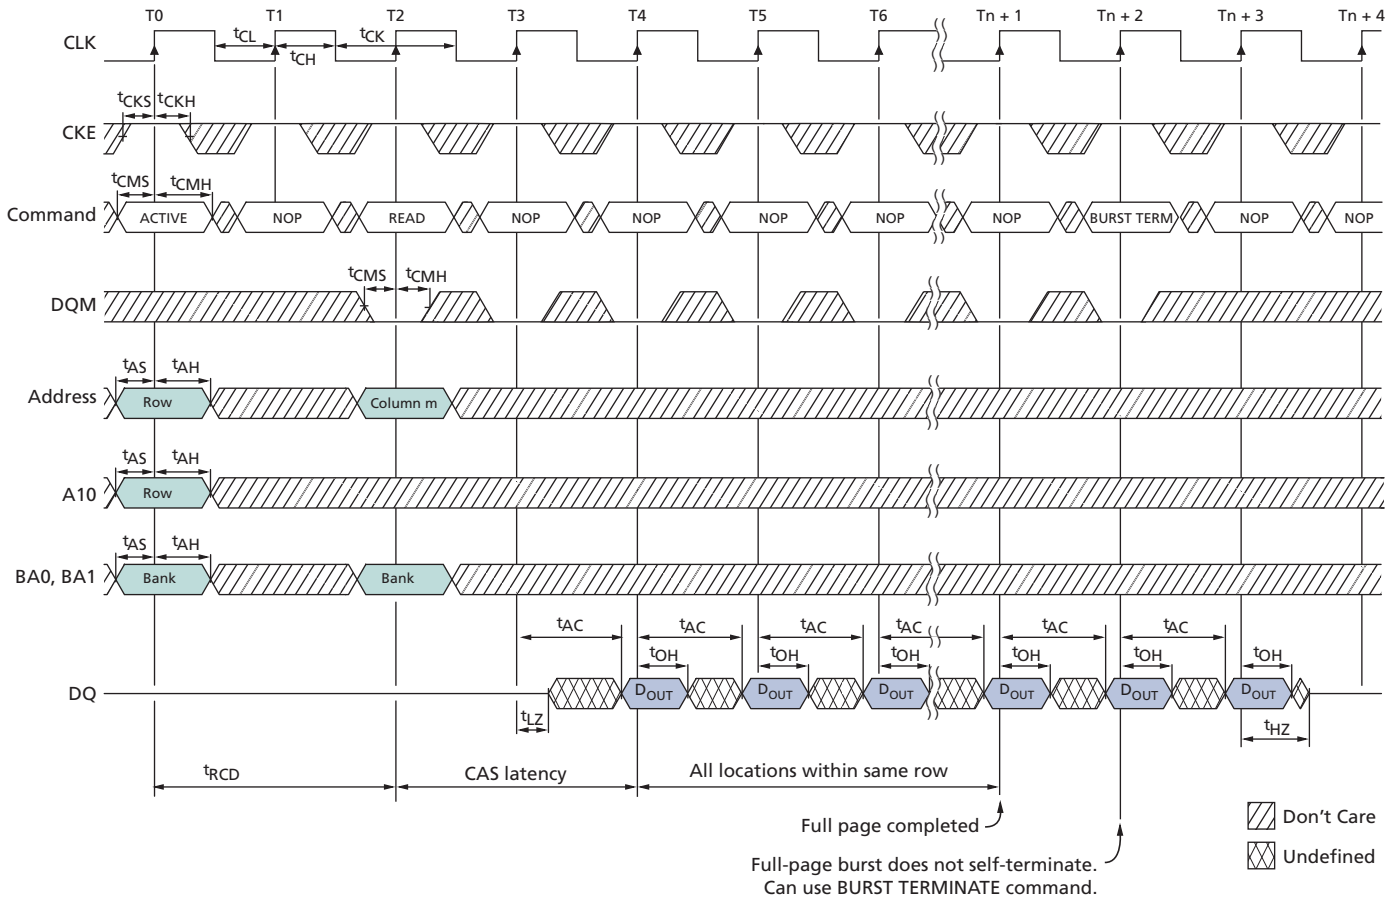 T0 T1 T2 T3 T4 T5 T6 Tn + 1 Tn + 2 Tn + 3 Tn + 4
CLK tCL tCH tCK
CKE tCKS tCKH
tCMS tCMH
Command ACTIVE NOP READ NOP NOP NOP NOP NOP BURST TERM NOP NOP
tCMS tCMH
DQM
tAS tAH
Address Row Column m
tAS tAH
A10 Row
tAS tAH
BA0, BA1 Bank Bank
tAC tAC tAC tAC tAC tAC
tOH tOH tOH tOH tOH tOH
DQ DOUT DOUT DOUT DOUT DOUT DOUT
tLZ tHZ
tRCD CAS latency All locations within same row
Full page completed
Full-page burst does not self-terminate.
Can use BURST TERMINATE command.
Don't Care
Undefined